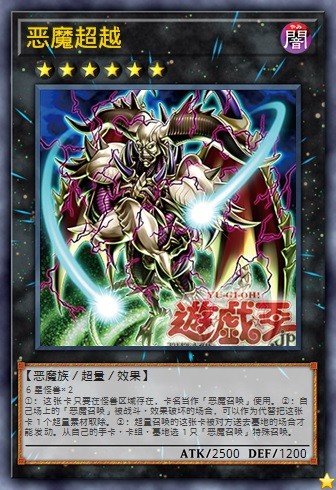 恶魔超越
闇
YU-GI-OH!
遊戯王
.JP
【恶魔族／超量／效果】
６星怪兽×２
①：这张卡只要在怪兽区域存在，卡名当作「恶魔召唤」使用。②：自
己场上的「恶魔召唤」被战斗·效果破坏的场合，可以作为代替把这张
卡１个超量素材取除。③：超量召唤的这张卡被对方送去墓地的场合才
能发动。从自己的手卡·卡组·墓地选１只「恶魔召唤」特殊召唤。
ATK/2500 DEF/1200